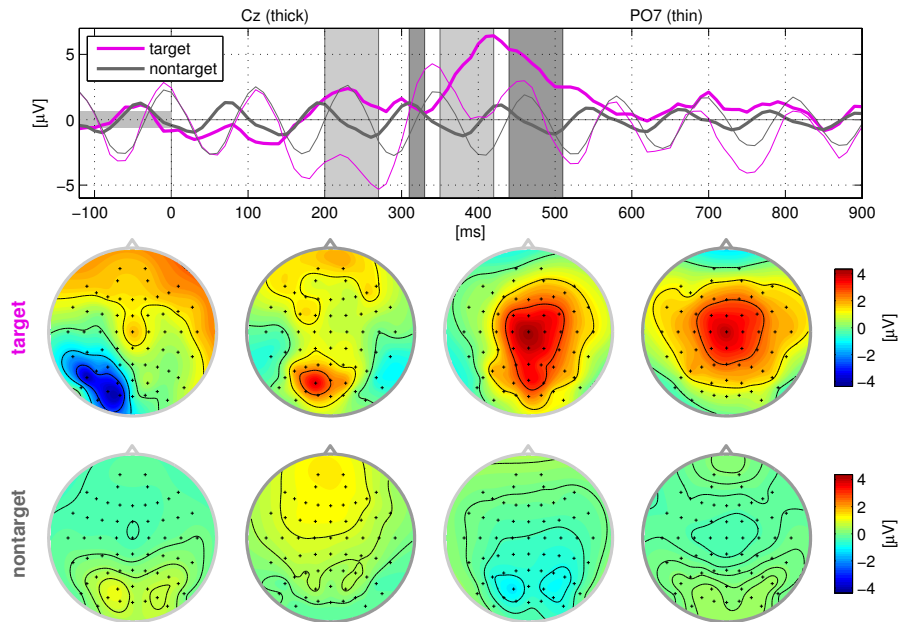 Cz (thick) PO7 (thin)
target
nontarget
5
0
−5
[µV]
−100 0 100 200 300 400 500 600 700 800 900
[ms]
target
4
2
0
−2
−4
[µV]
nontarget
4
2
0
−2
−4
[µV]